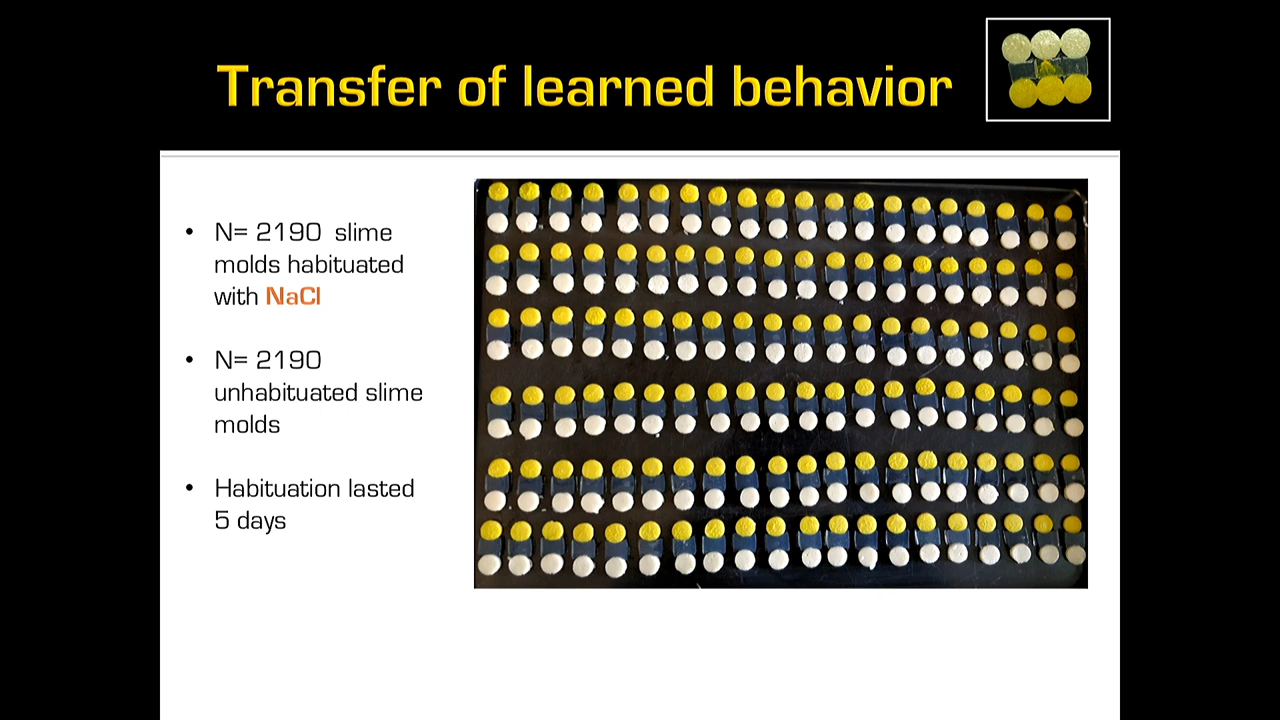 Transfer of learned behavior
• N= 2190 slime
molds habituated
with NaCl
• N= 2190
unhabituated slime
molds
• Habituation lasted
5 days